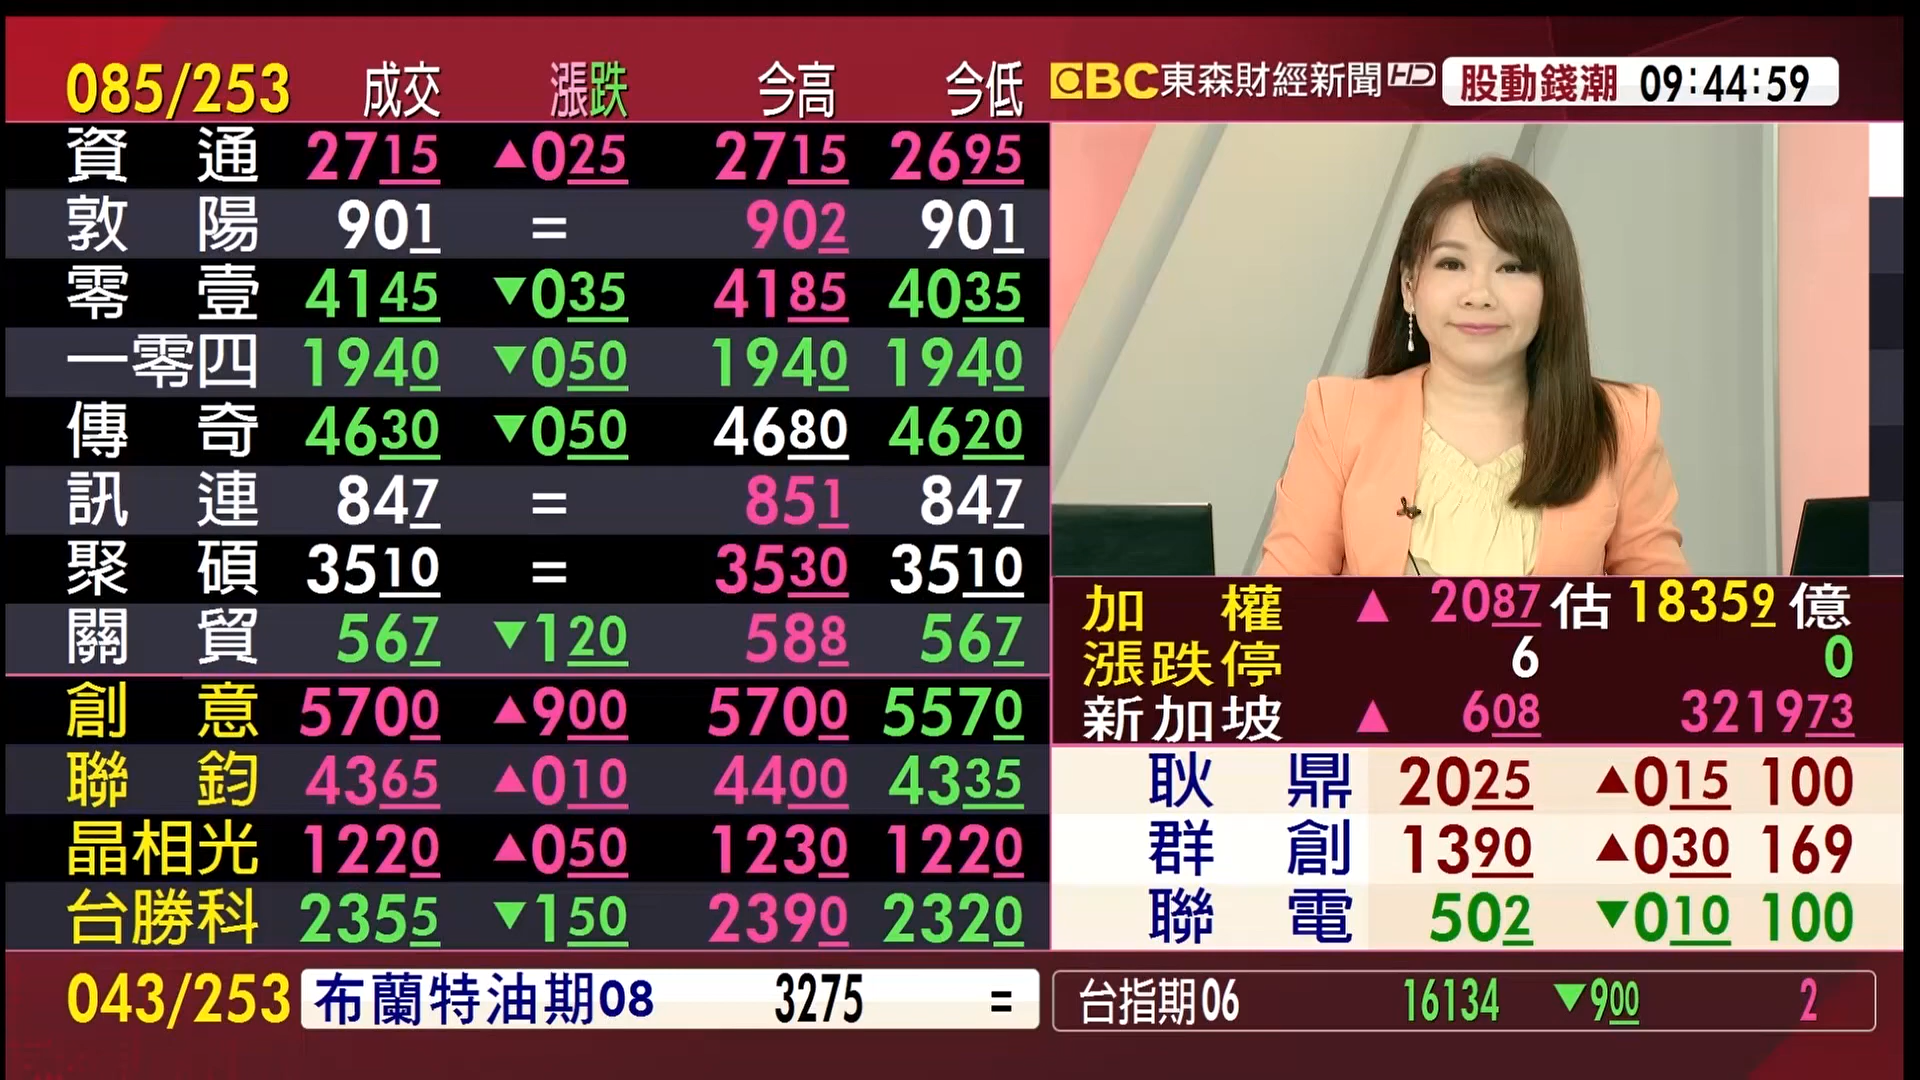 085/253 成交 漲跌 今高 今低
資通 2715 ▲025 2715 2695
敦陽 901 = 902 901
零壹 4145 ▼035 4185 4035
一零四 1940 ▼050 1940 1940
傳奇 4630 ▼050 4680 4620
訊連 847 = 851 847
聚碩 3510 = 3530 3510
關貿 567 ▼120 588 567
創意 5700 ▲900 5700 5570
聯鈞 4365 ▲010 4400 4335
晶相光 1220 ▲050 1230 1220
台勝科 2355 ▼150 2390 2320
043/253 布蘭特油期08 3275 =
EBC東森財經新聞HD 股動錢潮 09:44:59
加權 ▲ 2087 估 18359 億
漲跌停 6 0
新加坡 ▲ 608 321973
耿鼎 2025 ▲015 100
群創 1390 ▲030 169
聯電 502 ▼010 100
台指期06 16134 ▼900 2